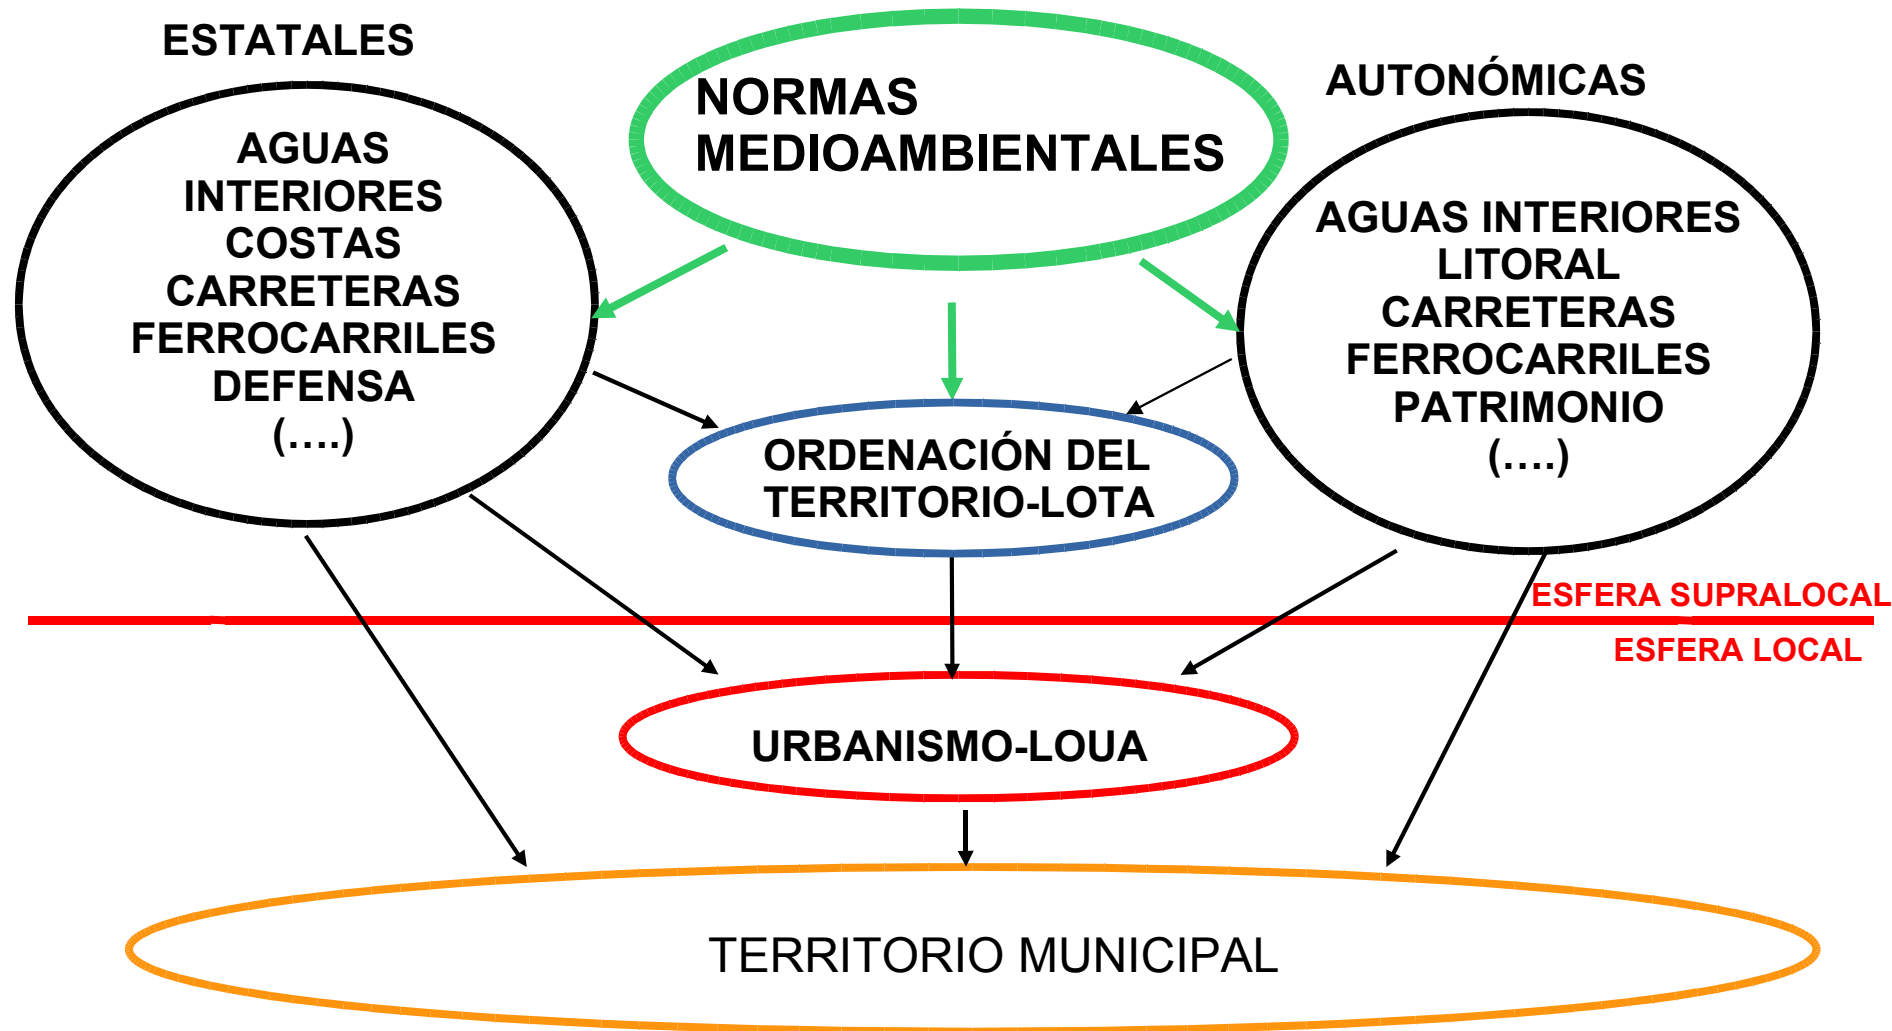 ESTATALES
NORMAS
MEDIOAMBIENTALES
AUTONÓMICAS
AGUAS
INTERIORES
COSTAS
CARRETERAS
FERROCARRILES
DEFENSA
(....)
AGUAS INTERIORES
LITORAL
CARRETERAS
FERROCARRILES
PATRIMONIO
(....)
ORDENACIÓN DEL
TERRITORIO-LOTA
ESFERA SUPRALOCAL
ESFERA LOCAL
URBANISMO-LOUA
TERRITORIO MUNICIPAL